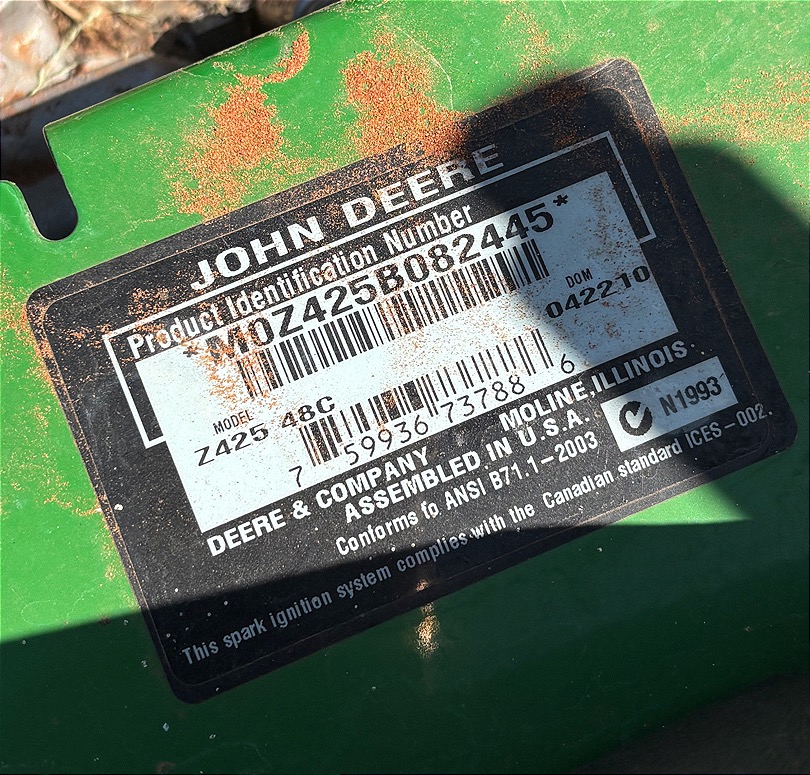 JOHN DEERE
Product Identification Number
*M0Z425B082445*
DOM
042210
MODEL
Z425 48C
7 59936 73788 6
DEERE & COMPANY MOLINE, ILLINOIS
ASSEMBLED IN U.S.A.
Conforms to ANSI B71.1-2003
N1993
This spark ignition system complies with the Canadian standard ICES-002.